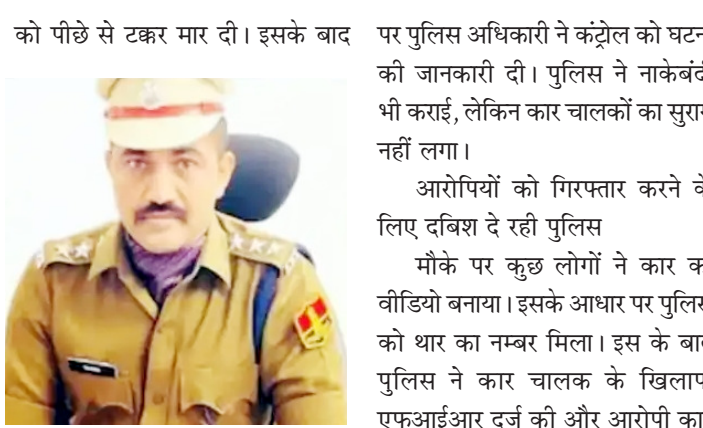 को पीछे से टक्कर मार दी। इसके बाद
पर पुलिस अधिकारी ने कंट्रोल को
की जानकारी दी। पुलिस ने
भी कराई, लेकिन कार चालकों का
नहीं लगा।
आरोपियों को गिरफ्तार करने
लिए दबिश दे रही पुलिस
मौके पर कुछ लोगों ने कार
वीडियो बनाया। इसके आधार पर
को थार का नम्बर मिला। इस के
पुलिस ने कार चालक के
एफआईआर दर्ज की और आरोपी